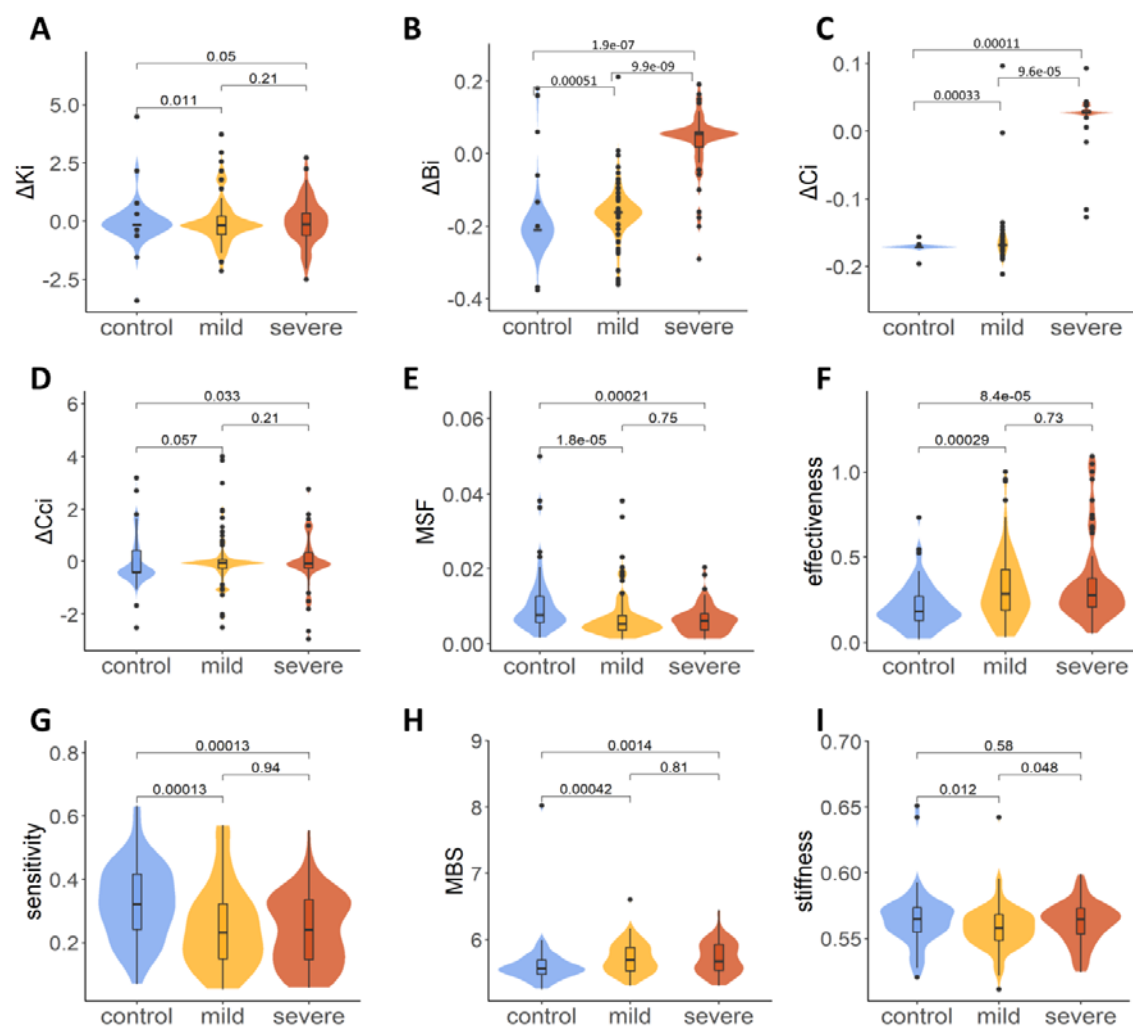 A
ΔKi
0.05
0.21
0.011
5.0
2.5
0.0
-2.5
control mild severe
B
ΔBi
1.9e-07
9.9e-09
0.00051
0.2
0.0
-0.2
-0.4
control mild severe
C
ΔCi
0.00011
9.6e-05
0.00033
0.1
0.0
-0.1
-0.2
control mild severe
D
ΔCci
0.033
0.21
0.057
6
4
2
0
-2
control mild severe
E
MSF
0.00021
0.75
1.8e-05
0.06
0.04
0.02
0.00
control mild severe
F
effectiveness
8.4e-05
0.73
0.00029
1.0
0.5
0.0
control mild severe
G
sensitivity
0.00013
0.94
0.00013
0.8
0.6
0.4
0.2
control mild severe
H
MBS
0.0014
0.81
0.00042
9
8
7
6
control mild severe
I
stiffness
0.58
0.048
0.012
0.70
0.65
0.60
0.55
control mild severe